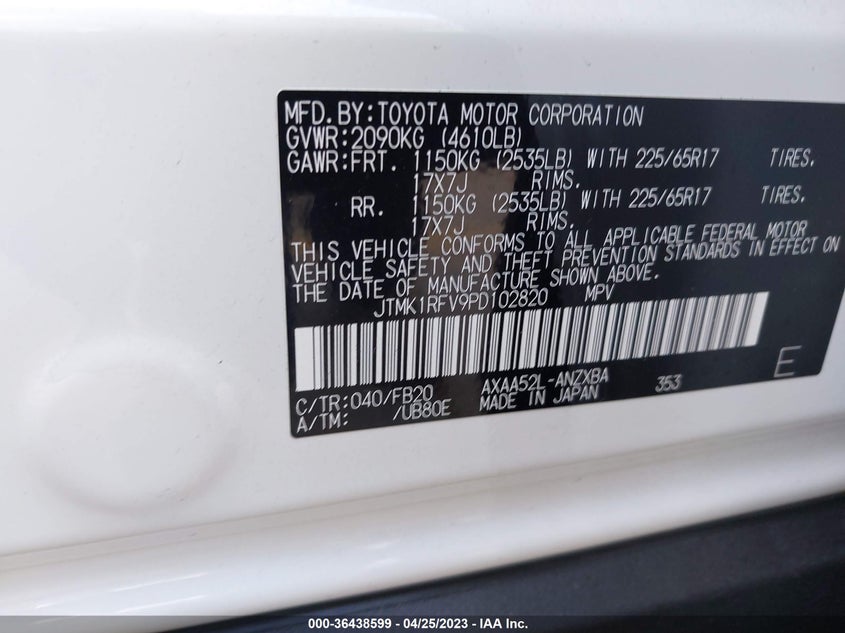 MFD.BY:TOYOTA MOTOR CORPORATION
GVWR:2090KG (4610LB)
GAWR:FRT. 1150KG (2535LB) WITH 225/65R17 TIRES.
17X7J RIMS.
RR. 1150KG (2535LB) WITH 225/65R17 TIRES.
17X7J RIMS.
THIS VEHICLE CONFORMS TO ALL APPLICABLE FEDERAL MOTOR
VEHICLE SAFETY AND THEFT PREVENTION STANDARDS IN EFFECT ON
THE DATE OF MANUFACTURE SHOWN ABOVE.
JTMK1RFV9PD102820 MPV
C/TR:040/FB20 AXAA52L-ANZXBA 353 E
A/TM: /UB80E MADE IN JAPAN
000-36438599 - 04/25/2023 - IAA Inc.